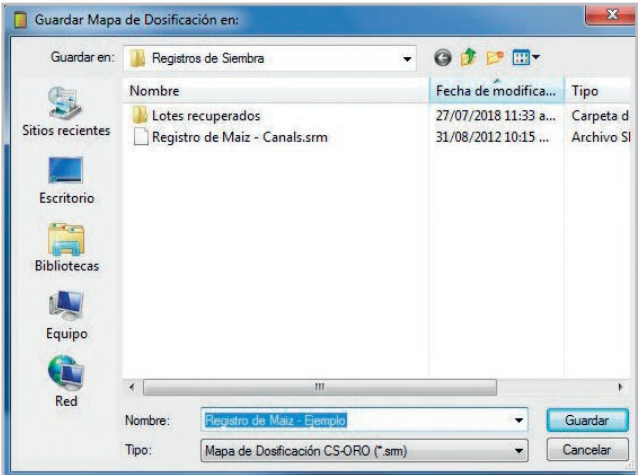 Guardar Mapa de Dosificación en:
Guardar en: Registros de Siembra
Nombre Fecha de modifica... Tipo
Lotes recuperados 27/07/2018 11:33 a... Carpeta d
Registro de Maiz - Canals.srm 31/08/2012 10:15 ... Archivo SI
Sitios recientes
Escritorio
Bibliotecas
Equipo
Red
Nombre: Registro de Maiz - Ejemplo Guardar
Tipo: Mapa de Dosificación CS-ORO (*.srm) Cancelar